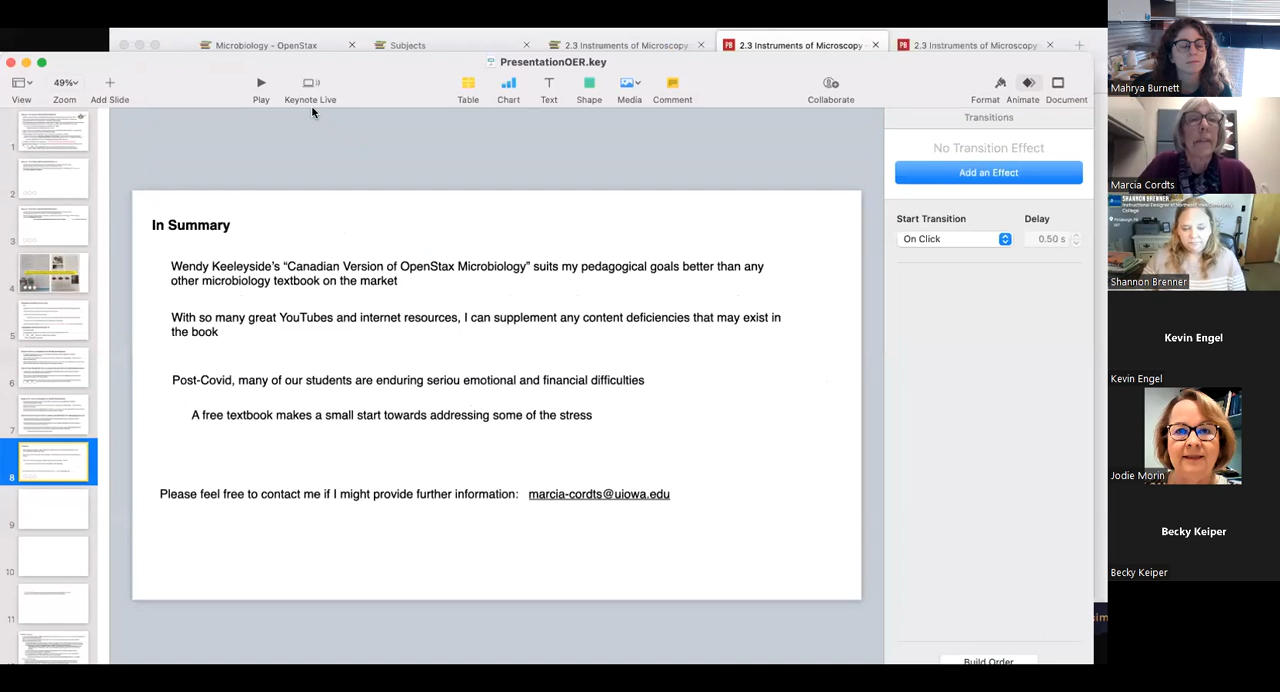 Microbiology - OpenStax
Subjects
2.3 Instruments of Microscopy
PB 2.3 Instruments of Microscopy
PB 2.3 Instruments of Microscopy
PresentationOER.key
49%
View
Zoom
Add Slide
Play
Keynote Live
Table
Chart
Text
Shape
Media
Comment
Collaborate
Format
Animate
Document
Transitions
No Transition Effect
Add an Effect
Start Transition
Delay
On Click
0.50 s
1
2
3
4
6
7
8
9
10
11
In Summary
Wendy Keeleyside's “Canadian Version of OpenStax Microbiology” suits my pedagogical goals better than any
other microbiology textbook on the market
With so many great YouTubes and internet resources, supplement any content deficiencies that may exist in
the book
Post-Covid, many of our students are enduring seriou emotional and financial difficulties
A free textbook makes a small start towards addressing some of the stress
Please feel free to contact me if I might provide further information: marcia-cordts@uiowa.edu
Build Order
Mahrya Burnett
Marcia Cordts
SHANNON BRENNER
Instructional Designer
College
Shannon Brenner
Kevin Engel
Kevin Engel
Jodie Morin
Becky Keiper
Becky Keiper